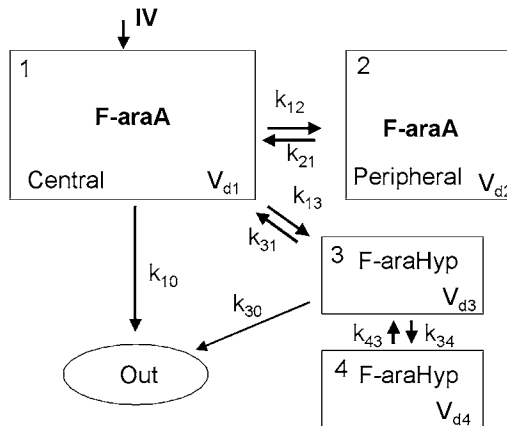 IV
1
F-araA
Central
Vd1
k12
k21
2
F-araA
Peripheral
Vd2
k13
k31
3
F-araHyp
Vd3
k10
k30
Out
k43
k34
4
F-araHyp
Vd4